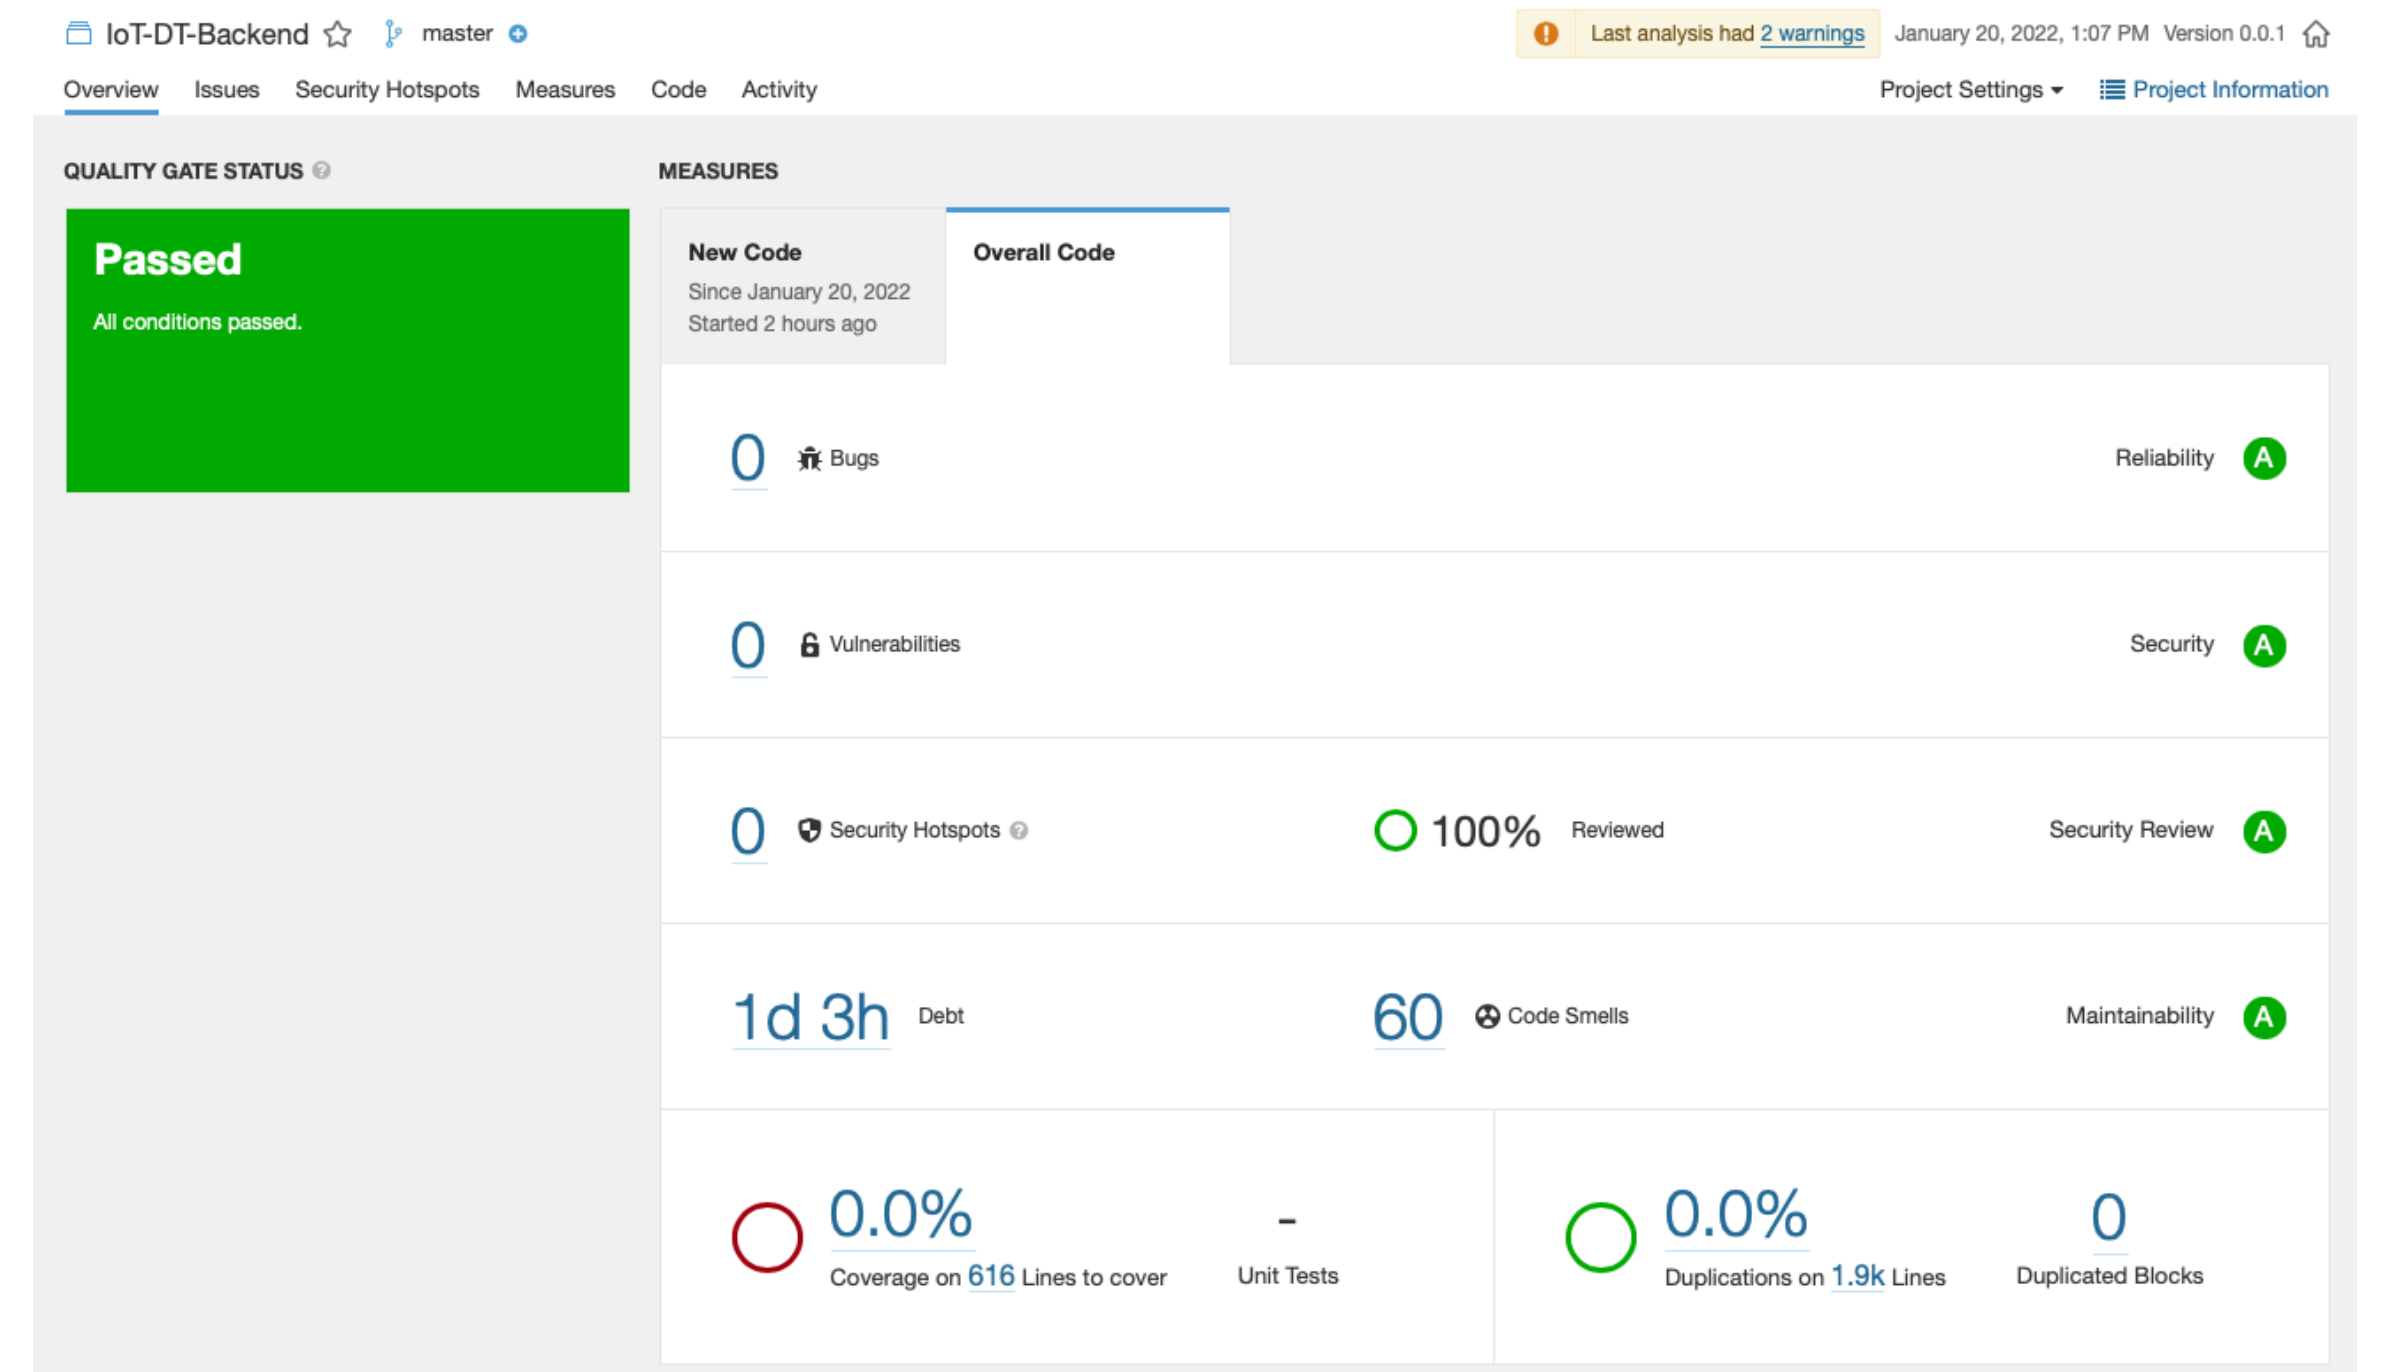 IoT-DT-Backend master
Last analysis had 2 warnings January 20, 2022, 1:07 PM Version 0.0.1
Overview Issues Security Hotspots Measures Code Activity
Project Settings Project Information
QUALITY GATE STATUS ?
Passed
All conditions passed.
MEASURES
New Code
Since January 20, 2022
Started 2 hours ago
Overall Code
0 Bugs Reliability A
0 Vulnerabilities Security A
0 Security Hotspots ? 100% Reviewed Security Review A
1d 3h Debt 60 Code Smells Maintainability A
0.0%
Coverage on 616 Lines to cover
-
Unit Tests
0.0%
Duplications on 1.9k Lines
0
Duplicated Blocks